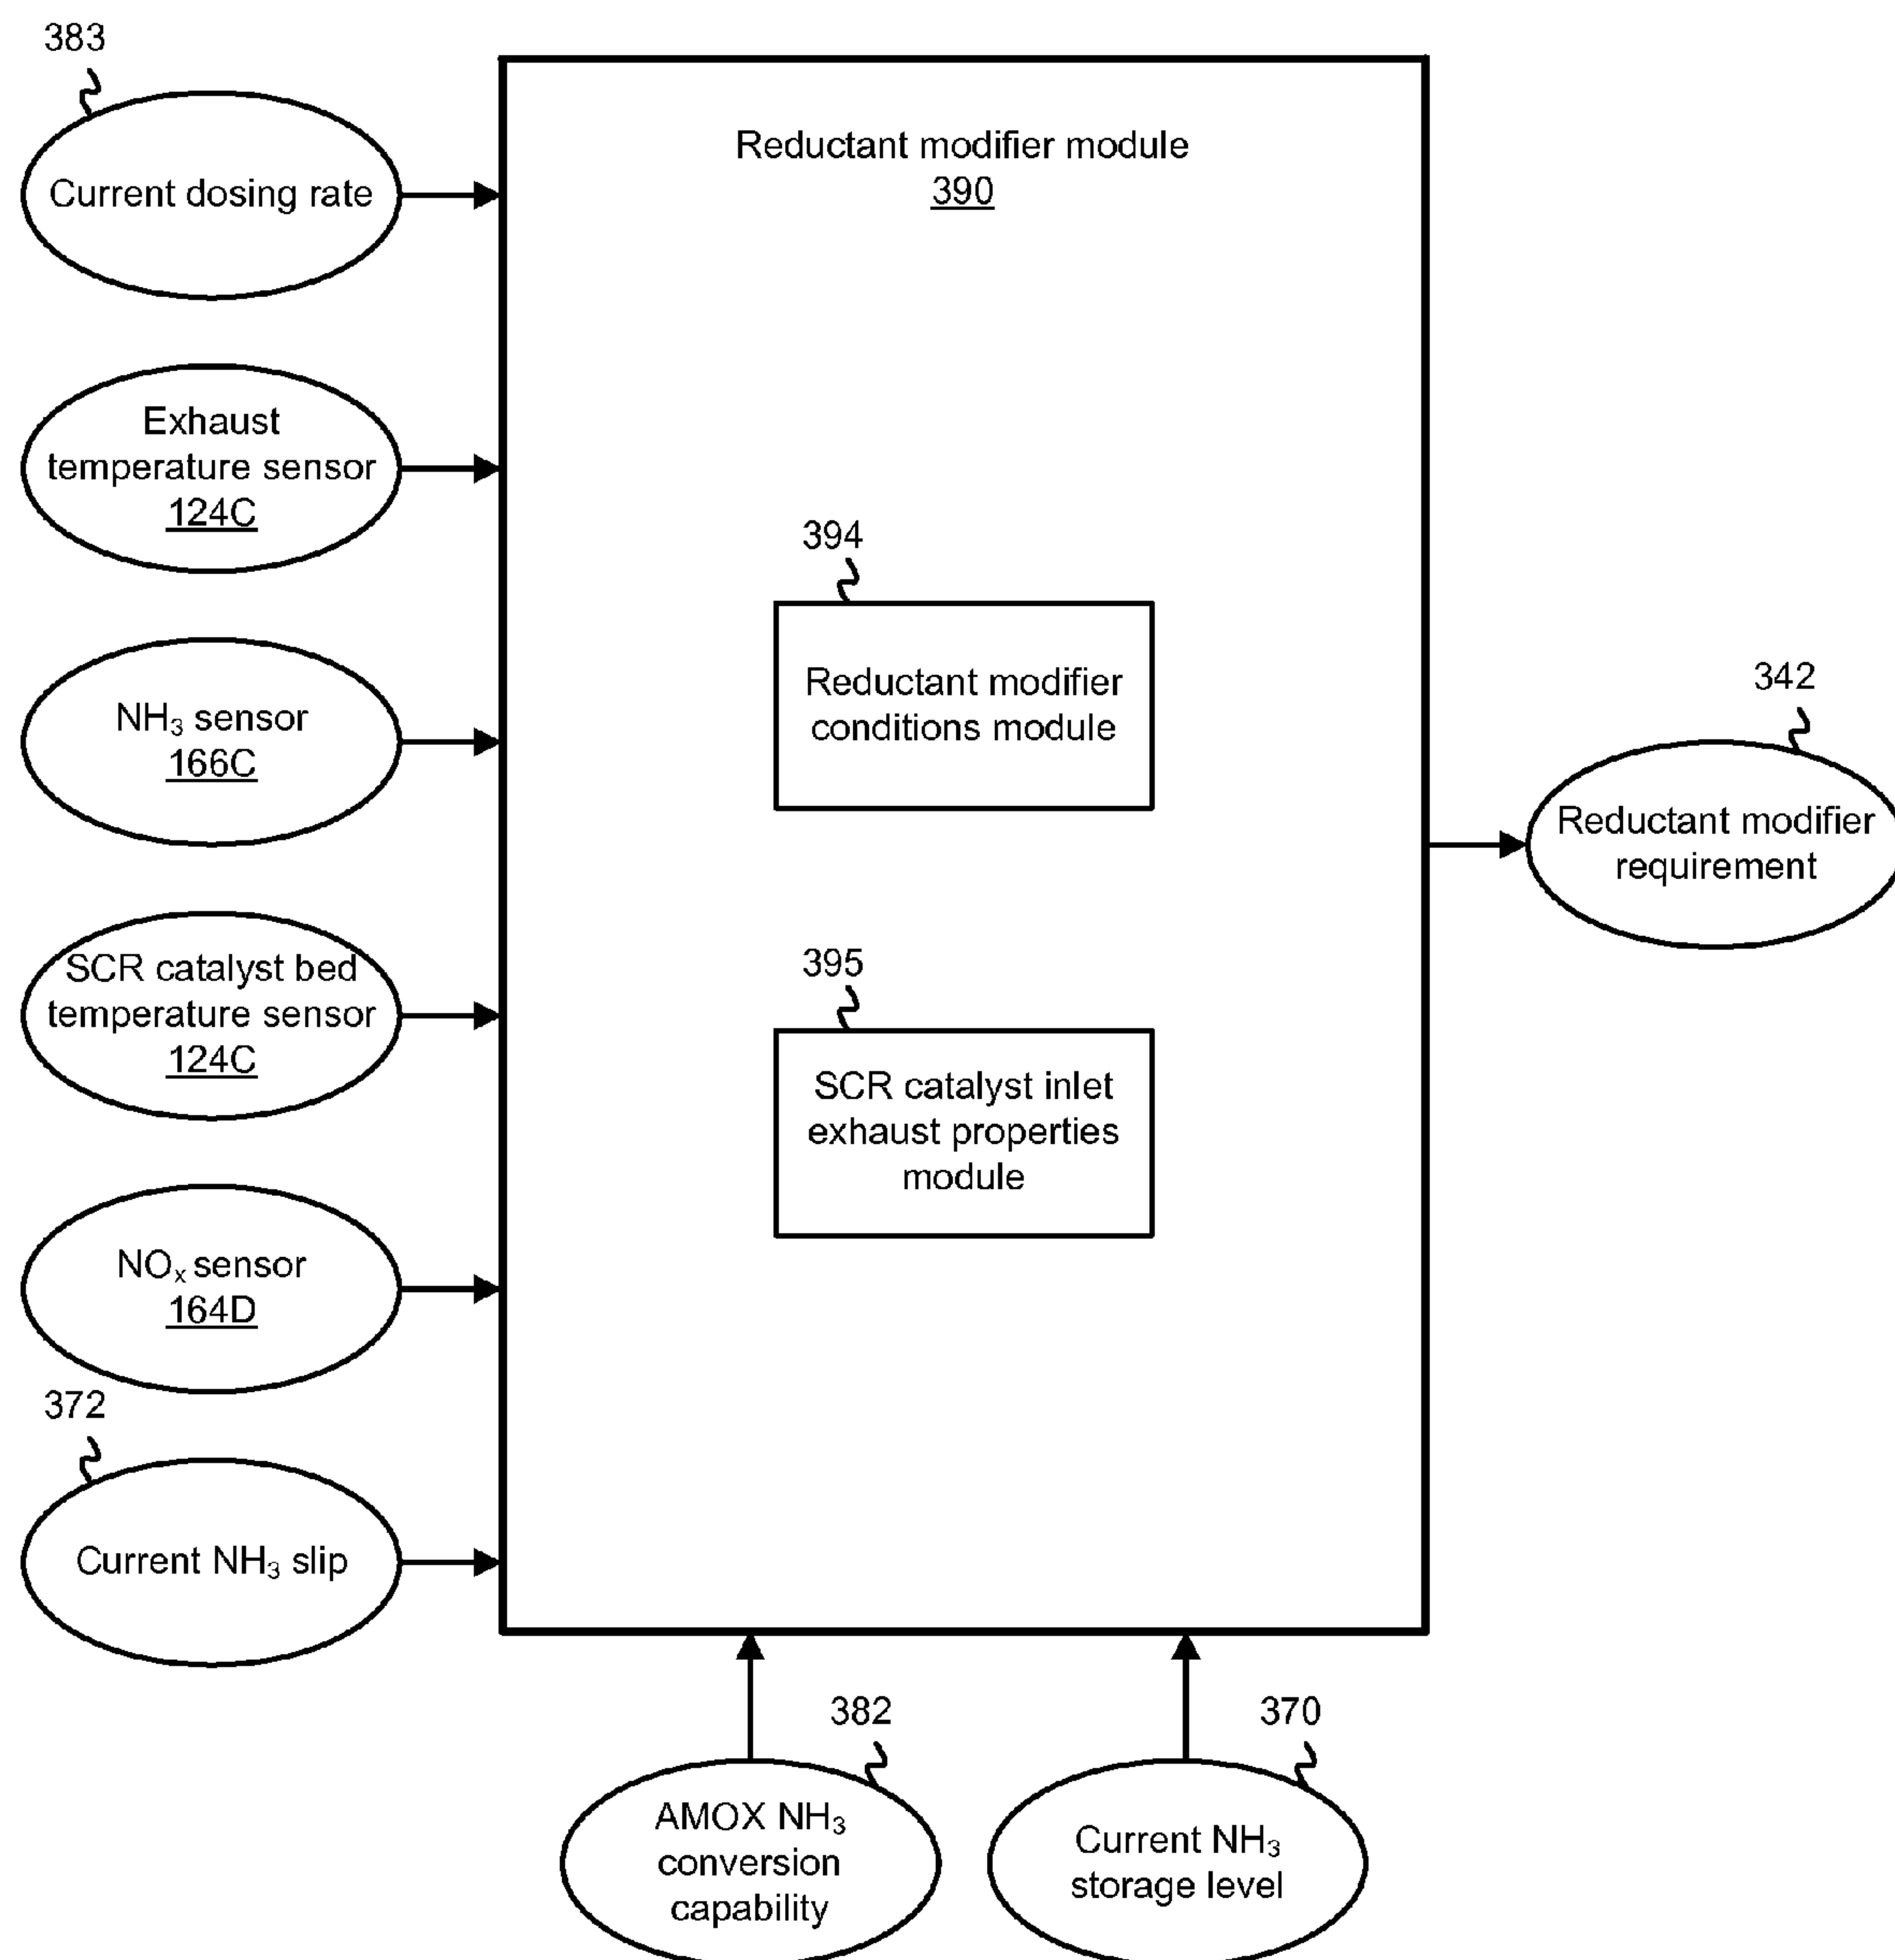 383
Current dosing rate
Exhaust
temperature sensor
124C
NH₃ sensor
166C
SCR catalyst bed
temperature sensor
124C
NOₓ sensor
164D
372
Current NH₃ slip
Reductant modifier module
390
394
Reductant modifier
conditions module
395
SCR catalyst inlet
exhaust properties
module
342
Reductant modifier
requirement
382
AMOX NH₃
conversion
capability
370
Current NH₃
storage level